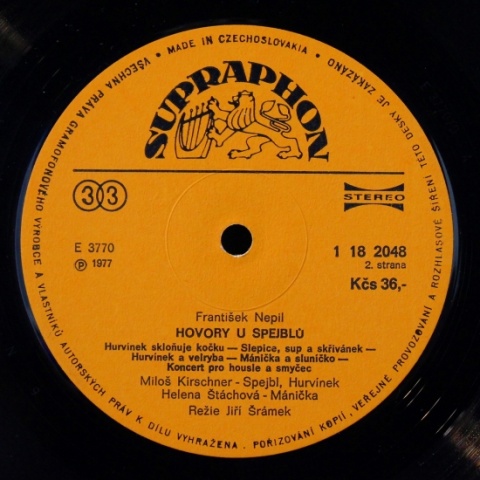 • MADE IN CZECHOSLOVAKIA •
SUPRAPHON
33
STEREO
E 3770
℗ 1977
1 18 2048
2. strana
Kčs 36,-
František Nepil
HOVORY U SPEJBLŮ
Hurvínek skloňuje kočku — Slepice, sup a skřivánek —
Hurvínek a velryba — Mánička a sluníčko —
Koncert pro housle a smyčec
Miloš Kirschner - Spejbl, Hurvínek
Helena Štáchová - Mánička
Režie Jiří Šrámek
VŠECHNA PRÁVA GRAMOFONOVÉHO VÝROBCE A VLASTNÍKŮ AUTORSKÝCH PRÁV K DÍLU VYHRAŽENA. POŘIZOVÁNÍ KOPIÍ, VEŘEJNÉ PROVOZOVÁNÍ A ROZHLASOVÉ ŠÍŘENÍ TÉTO DESKY JE ZAKÁZÁNO